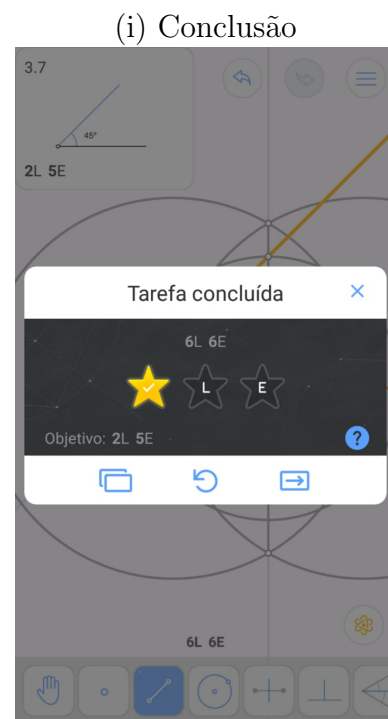 (i) Conclusão
3.7
45°
2L 5E
Tarefa concluída
6L 6E
L E
Objetivo: 2L 5E
?
6L 6E